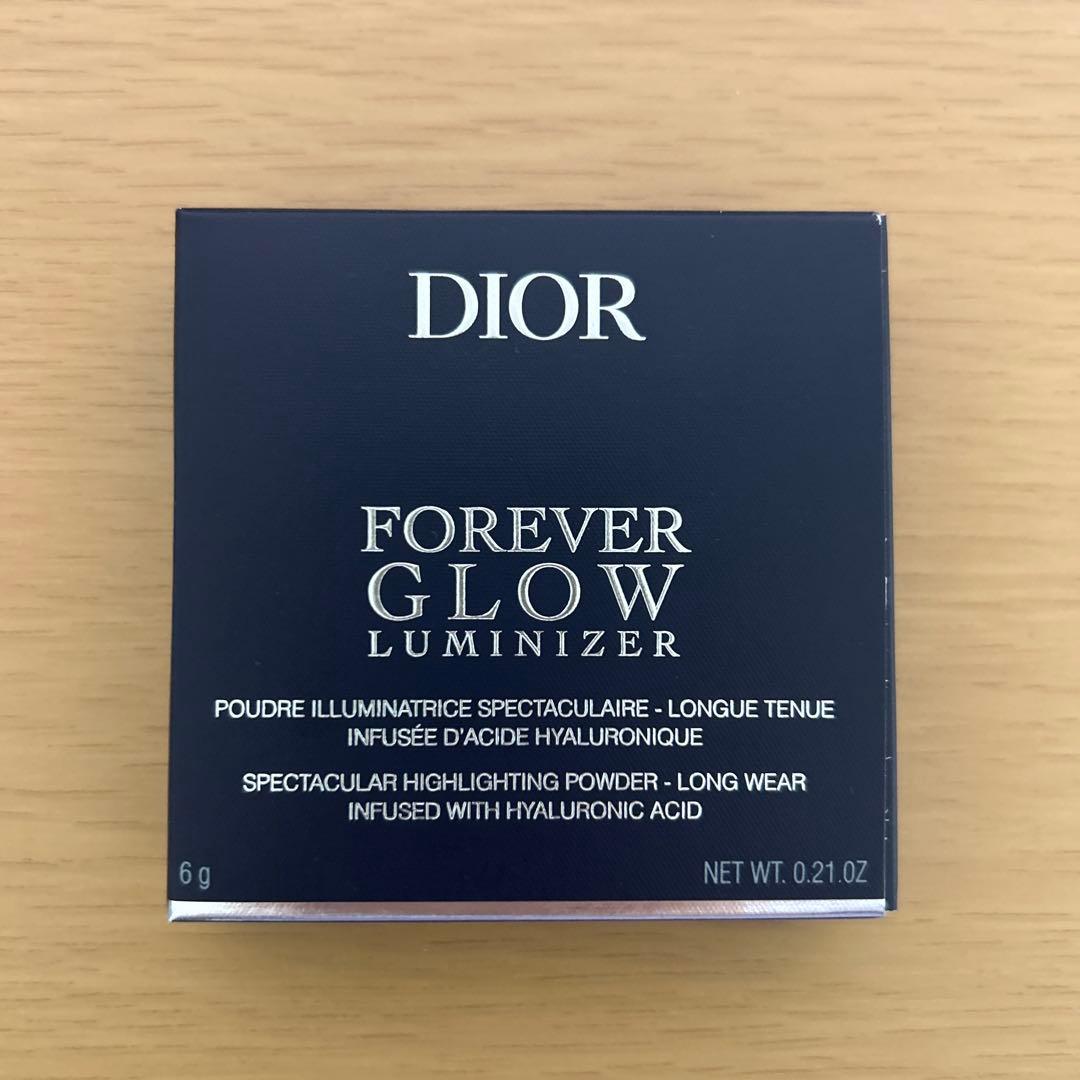 DIOR
FOREVER
GLOW
LUMINIZER
POUDRE ILLUMINATRICE SPECTACULAIRE - LONGUE TENUE
INFUSÉE D'ACIDE HYALURONIQUE
SPECTACULAR HIGHLIGHTING POWDER - LONG WEAR
INFUSED WITH HYALURONIC ACID
6 g NET WT. 0.21.OZ